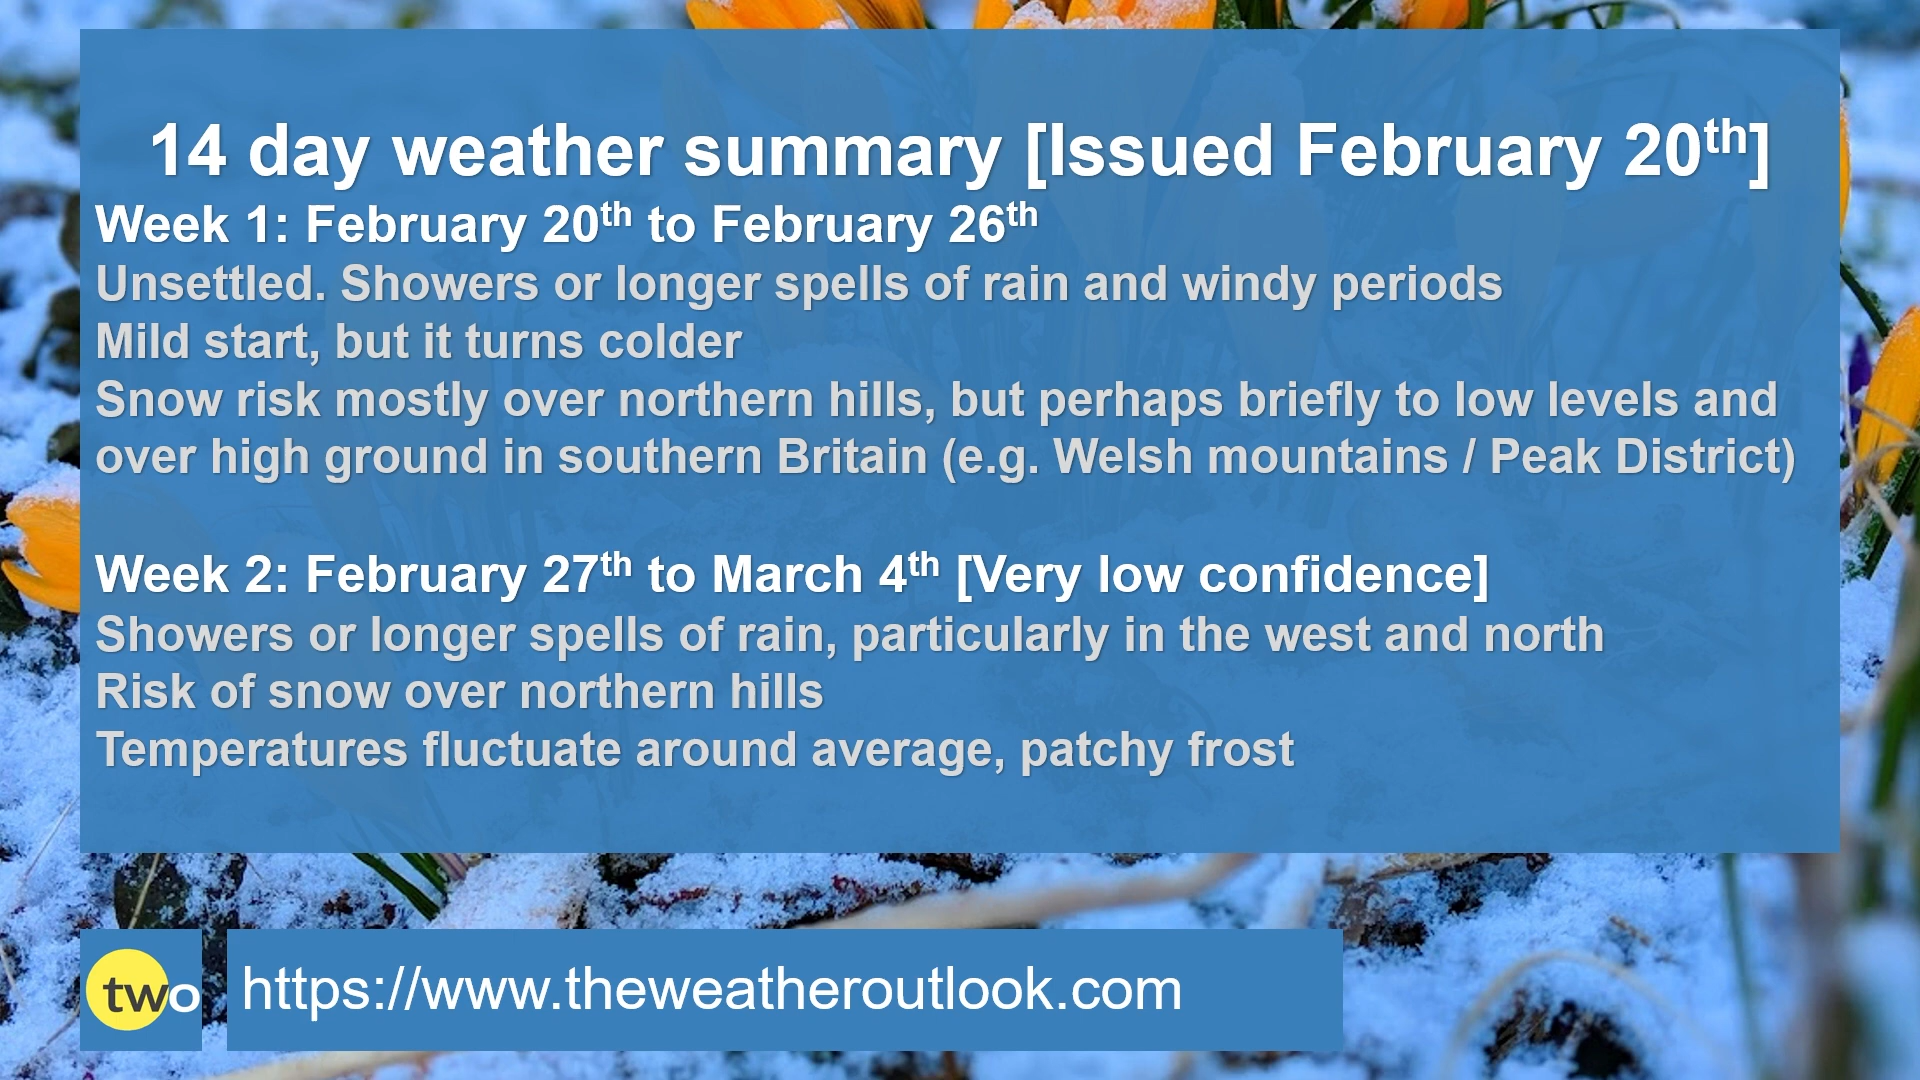 14 day weather summary [Issued February 20th]
Week 1: February 20th to February 26th
Unsettled. Showers or longer spells of rain and windy periods
Mild start, but it turns colder
Snow risk mostly over northern hills, but perhaps briefly to low levels and
over high ground in southern Britain (e.g. Welsh mountains / Peak District)
Week 2: February 27th to March 4th [Very low confidence]
Showers or longer spells of rain, particularly in the west and north
Risk of snow over northern hills
Temperatures fluctuate around average, patchy frost
two
https://www.theweatheroutlook.com